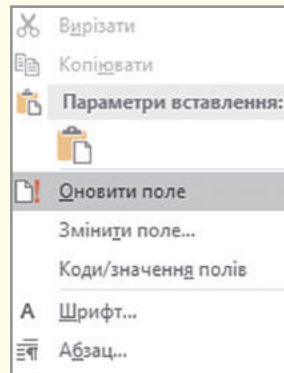 Вирізати
Копіювати
Параметри вставлення:
Оновити поле
Змінити поле...
Коди/значення полів
А Шрифт...
Абзац...